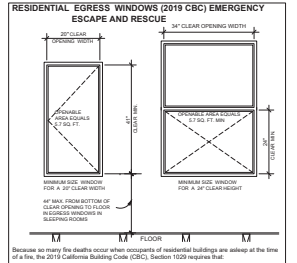 RESIDENTIAL EGRESS WINDOWS (2019 CBC) EMERGENCY
ESCAPE AND RESCUE
20" CLEAR
OPENING WIDTH
34" CLEAR OPENING WIDTH
OPENABLE
AREA EQUALS
5.7 SQ. FT.
41"
CLEAR MIN.
OPENABLE AREA EQUALS
5.7 SQ. FT. MIN
24"
CLEAR MIN
MINIMUM SIZE WINDOW
FOR A 20" CLEAR WIDTH
MINIMUM SIZE WINDOW
FOR A 24" CLEAR HEIGHT
44" MAX. FROM BOTTOM OF
CLEAR OPENING TO FLOOR
IN EGRESS WINDOWS IN
SLEEPING ROOMS
FLOOR
Because so many fire deaths occur when occupants of residential buildings are asleep at the time
of a fire, the 2019 California Building Code (CBC), Section 1029 requires that: